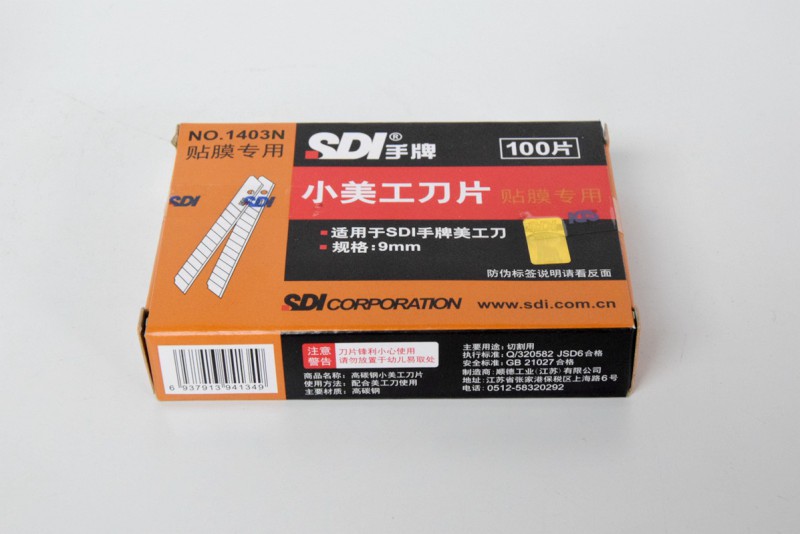 NO.1403N
贴膜专用
SDI®手牌
100片
小美工刀片 贴膜专用
SDI SDI
适用于SDI手牌美工刀
规格:9mm
防伪标签说明请看反面
SDI CORPORATION www.sdi.com.cn
6 937913 941349
注意
警告
刀片锋利小心使用
请勿放置于幼儿易取处
商品名称:高碳钢小美工刀片
使用方法:配合美工刀使用
主要材质:高碳钢
主要用途:切割用
执行标准:Q/320582 JSD6合格
安全标准:GB 21027合格
制造商:顺德工业(江苏)有限公司
地址:江苏省张家港保税区上海路6号
电话:0512-58320292